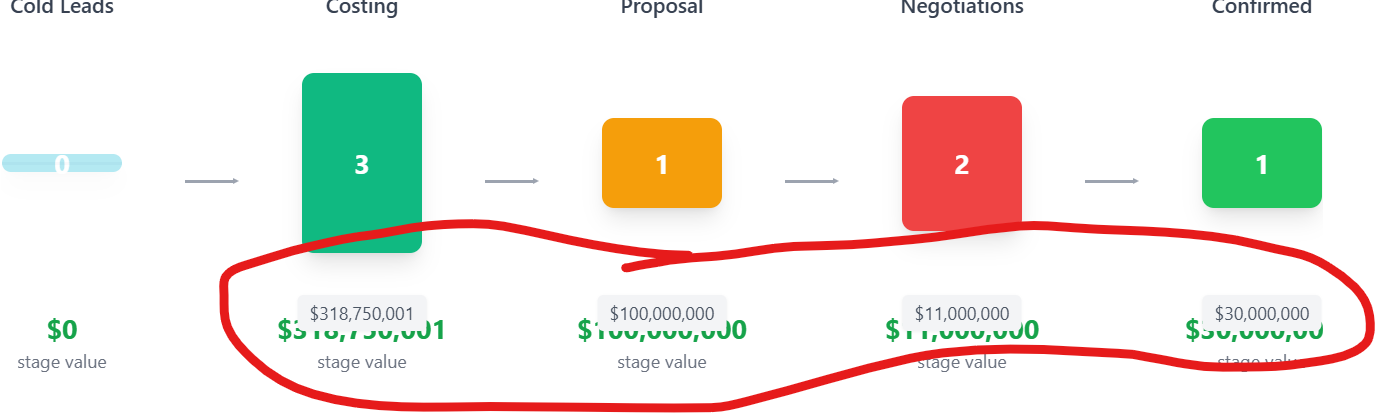 Cold Leads Costing Proposal Negotiations Confirmed
0 3 1 2 1
$318,750,001 $100,000,000 $11,000,000 $30,000,000
$0 $318,750,001 $100,000,000 $11,000,000 $30,000,00
stage value stage value stage value stage value stage value